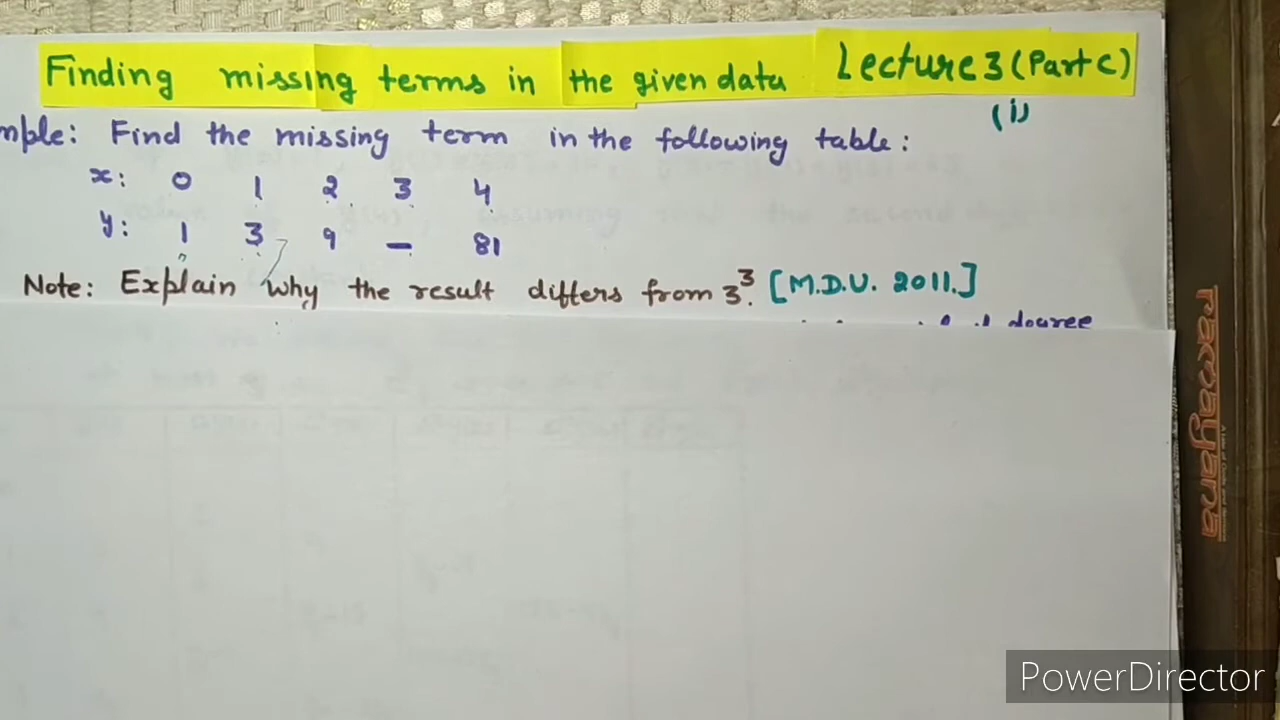 Finding missing terms in the given data Lecture 3 (Part C)
(i)
mple: Find the missing term in the following table:
x: 0 1 2 3 4
y: 1 3 9 — 81
Note: Explain why the result differs from 3³. [M.D.U. 2011.]
degree
ramayana
PowerDirector